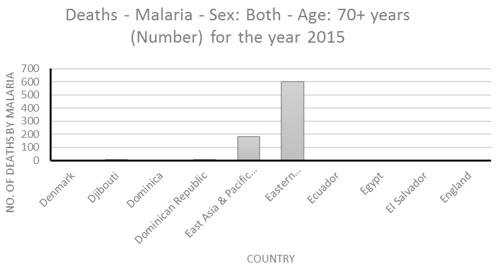 Deaths - Malaria - Sex: Both - Age: 70+ years
(Number) for the year 2015
NO. OF DEATHS BY MALARIA
700
600
500
400
300
200
100
0
Denmark
Djibouti
Dominica
Dominican Republic
East Asia & Pacific...
Eastern...
Ecuador
Egypt
El Salvador
England
COUNTRY